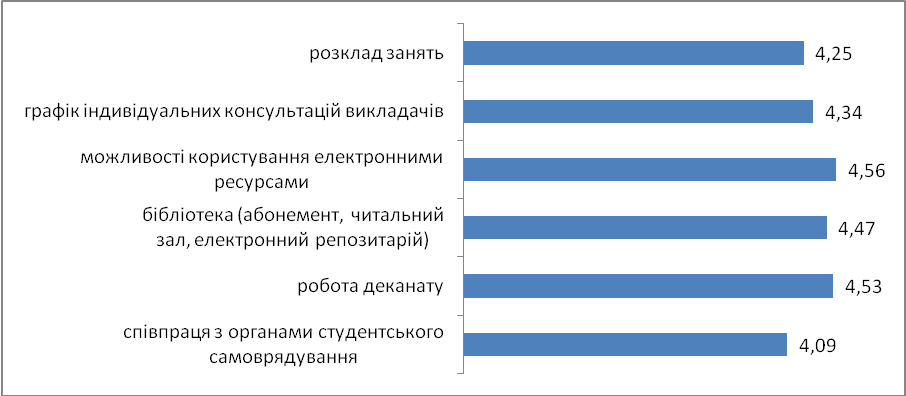 розклад занять
4,25
графік індивідуальних консультацій викладачів
4,34
можливості користування електронними
ресурсами
4,56
бібліотека (абонемент, читальний
зал, електронний репозитарій)
4,47
робота деканату
4,53
співпраця з органами студентського
самоврядування
4,09